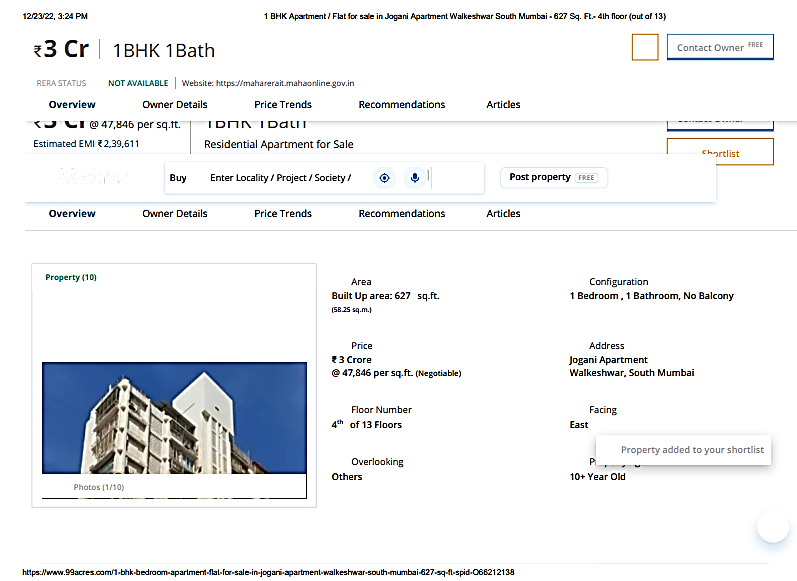 12/23/22, 3:24 PM 1 BHK Apartment / Flat for sale in Jogani Apartment Walkeshwar South Mumbai - 627 Sq. Ft.- 4th floor (out of 13)
₹3 Cr 1BHK 1Bath
Contact Owner FREE
RERA STATUS NOT AVAILABLE Website: https://maharerait.mahaonline.gov.in
Overview Owner Details Price Trends Recommendations Articles
₹3 Cr @ 47,846 per sq.ft. 1BHK 1Bath
Contact Owner
Estimated EMI ₹2,39,611 Residential Apartment for Sale
Shortlist
Buy Enter Locality / Project / Society / Post property FREE
Overview Owner Details Price Trends Recommendations Articles
Property (10)
Area
Built Up area: 627 sq.ft.
(58.25 sq.m.)
Configuration
1 Bedroom , 1 Bathroom, No Balcony
Price
₹ 3 Crore
@ 47,846 per sq.ft. (Negotiable)
Address
Jogani Apartment
Walkeshwar, South Mumbai
Floor Number
4th of 13 Floors
Facing
East
Property added to your shortlist
Overlooking
Others
10+ Year Old
Photos (1/10)
https://www.99acres.com/1-bhk-bedroom-apartment-flat-for-sale-in-jogani-apartment-walkeshwar-south-mumbai-627-sq-ft-spid-O66212138